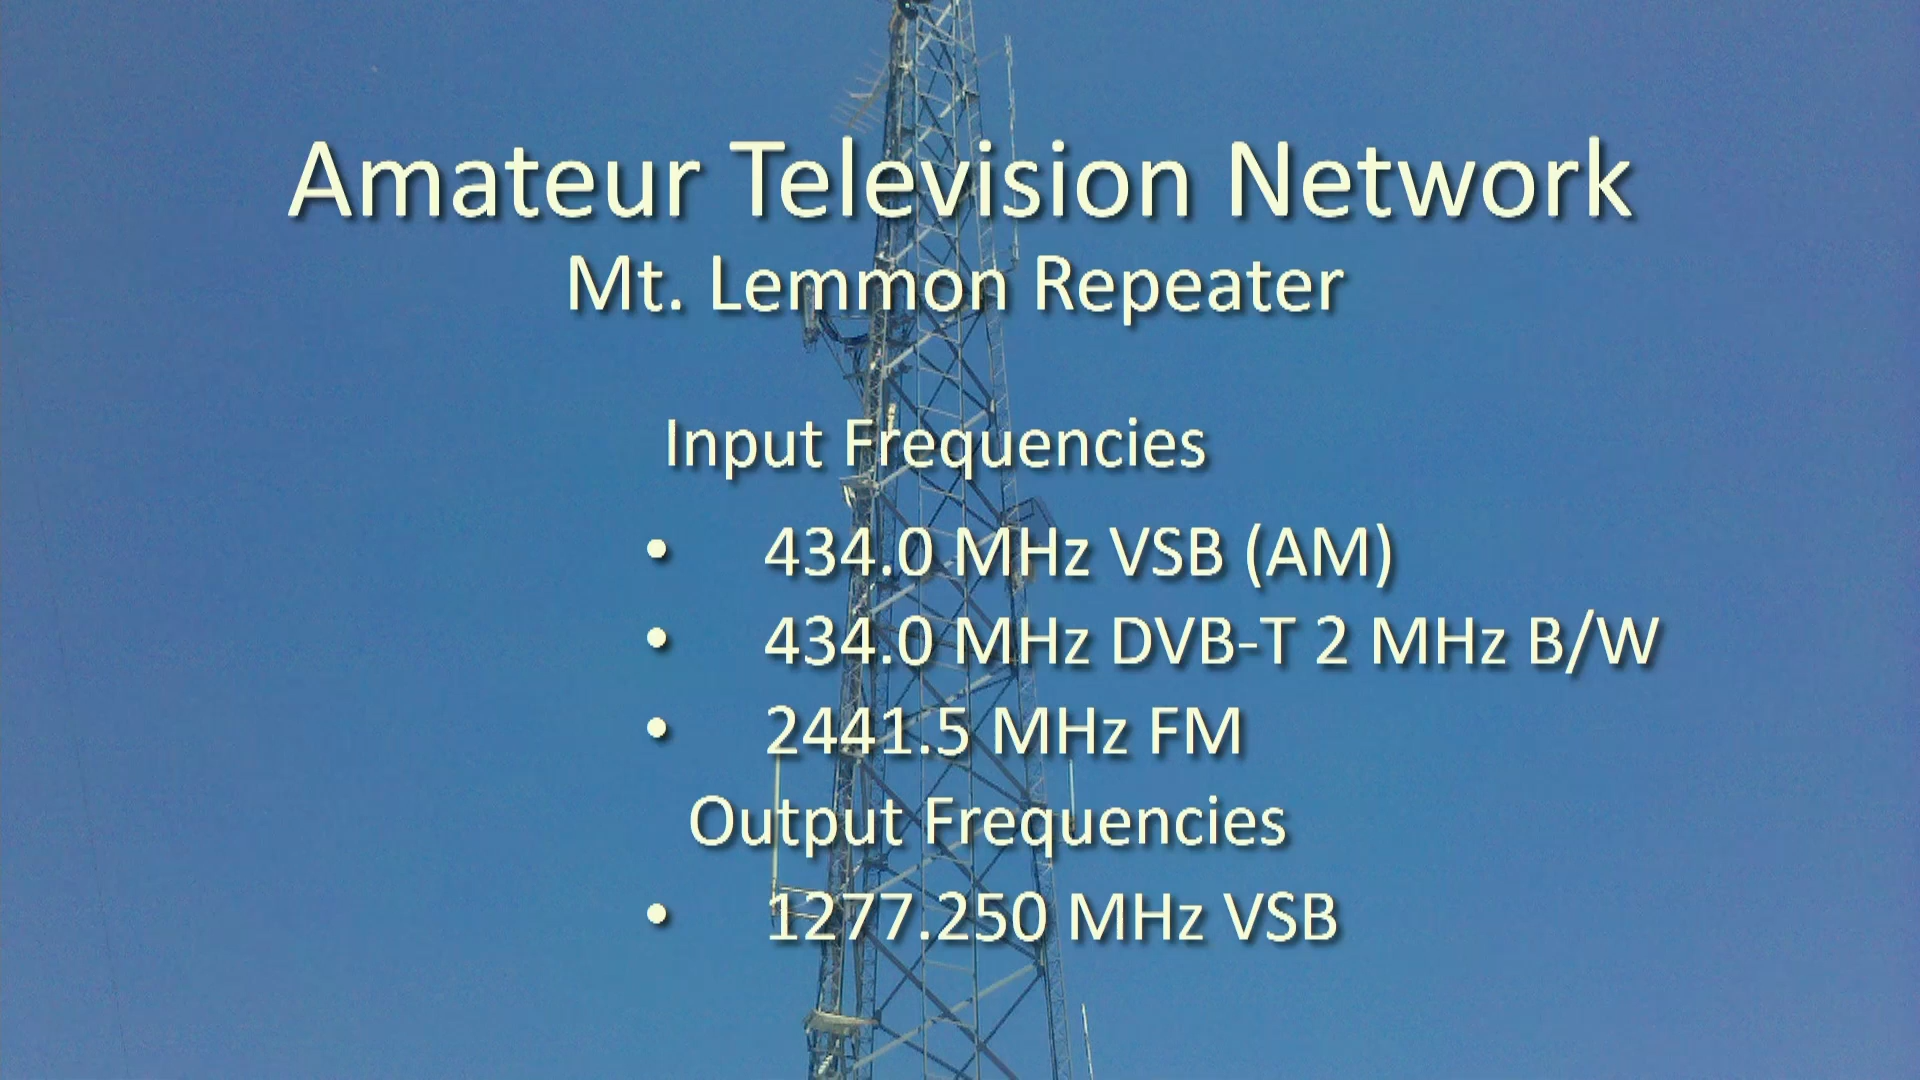 Amateur Television Network
Mt. Lemmon Repeater
Input Frequencies
• 434.0 MHz VSB (AM)
• 434.0 MHz DVB-T 2 MHz B/W
• 2441.5 MHz FM
Output Frequencies
• 1277.250 MHz VSB